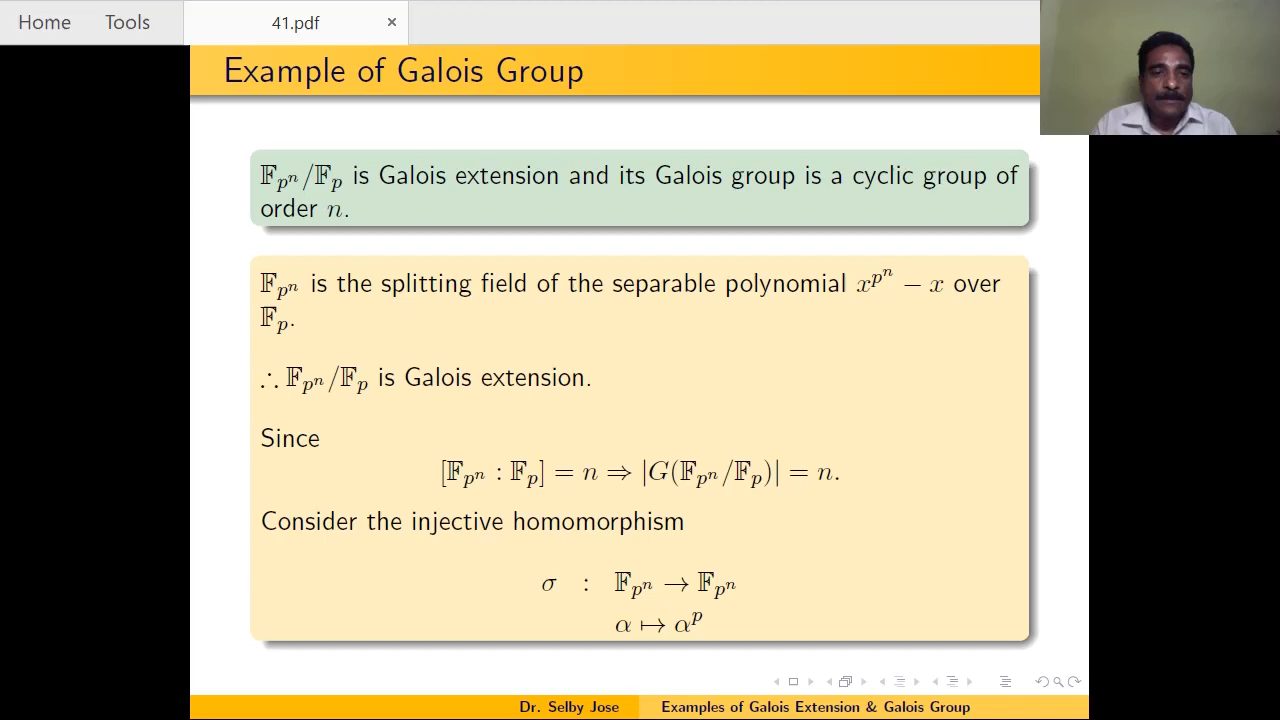 Home Tools 41.pdf ×
Example of Galois Group
𝔽_{p^n}/𝔽_p is Galois extension and its Galois group is a cyclic group of
order n.
𝔽_{p^n} is the splitting field of the separable polynomial x^{p^n} − x over
𝔽_p.
∴ 𝔽_{p^n}/𝔽_p is Galois extension.
Since
[𝔽_{p^n} : 𝔽_p] = n ⇒ |G(𝔽_{p^n}/𝔽_p)| = n.
Consider the injective homomorphism
σ : 𝔽_{p^n} → 𝔽_{p^n}
α ↦ α^p
Dr. Selby Jose Examples of Galois Extension & Galois Group